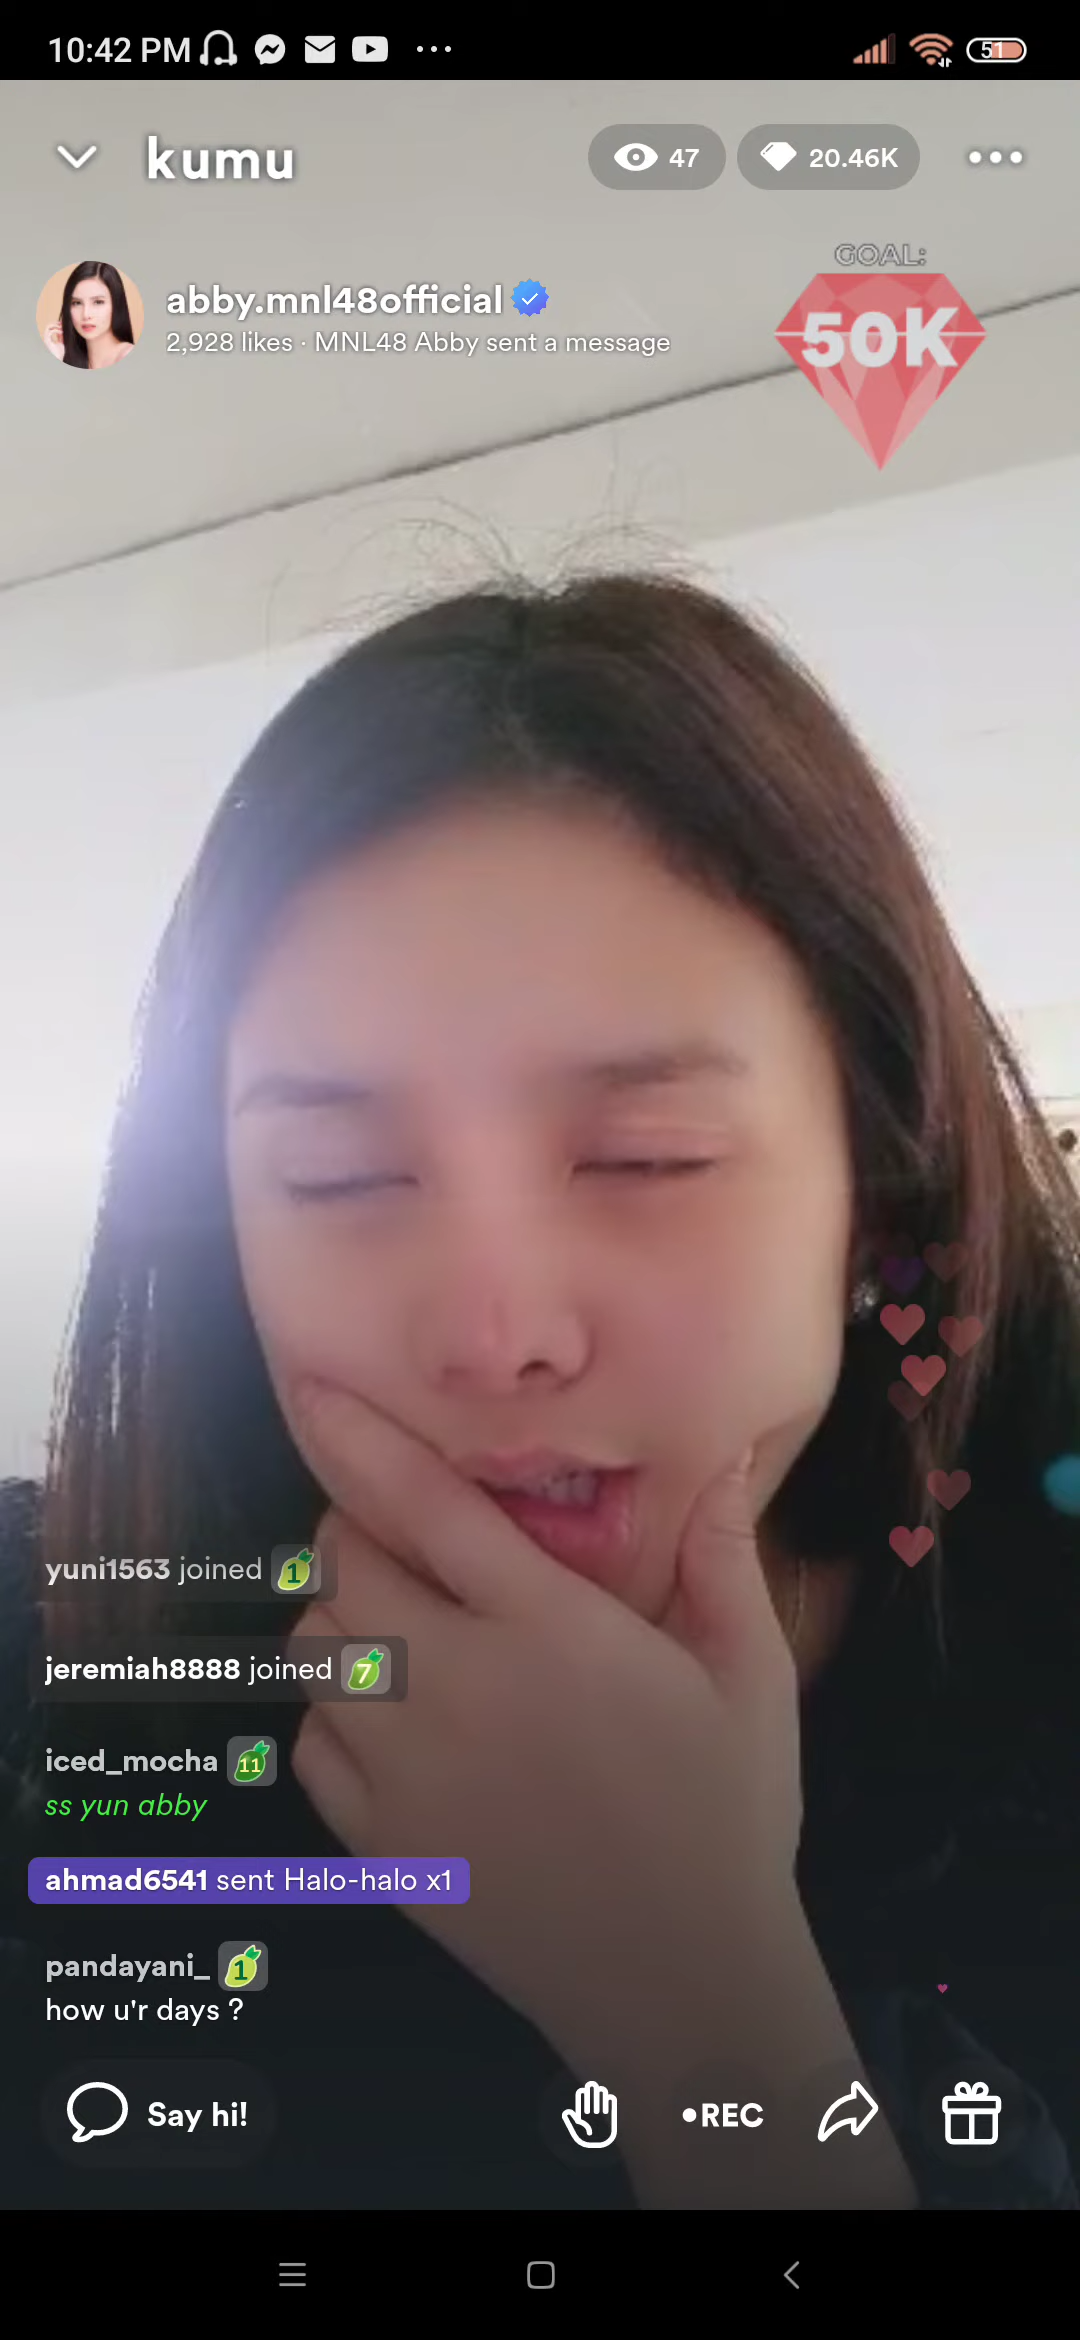 10:42 PM
51
kumu
47
20.46K
GOAL:
50K
abby.mnl48official
2,928 likes · MNL48 Abby sent a message
yuni1563 joined 1
jeremiah8888 joined 7
iced_mocha 11
ss yun abby
ahmad6541 sent Halo-halo x1
pandayani_ 1
how u'r days ?
Say hi!
•REC